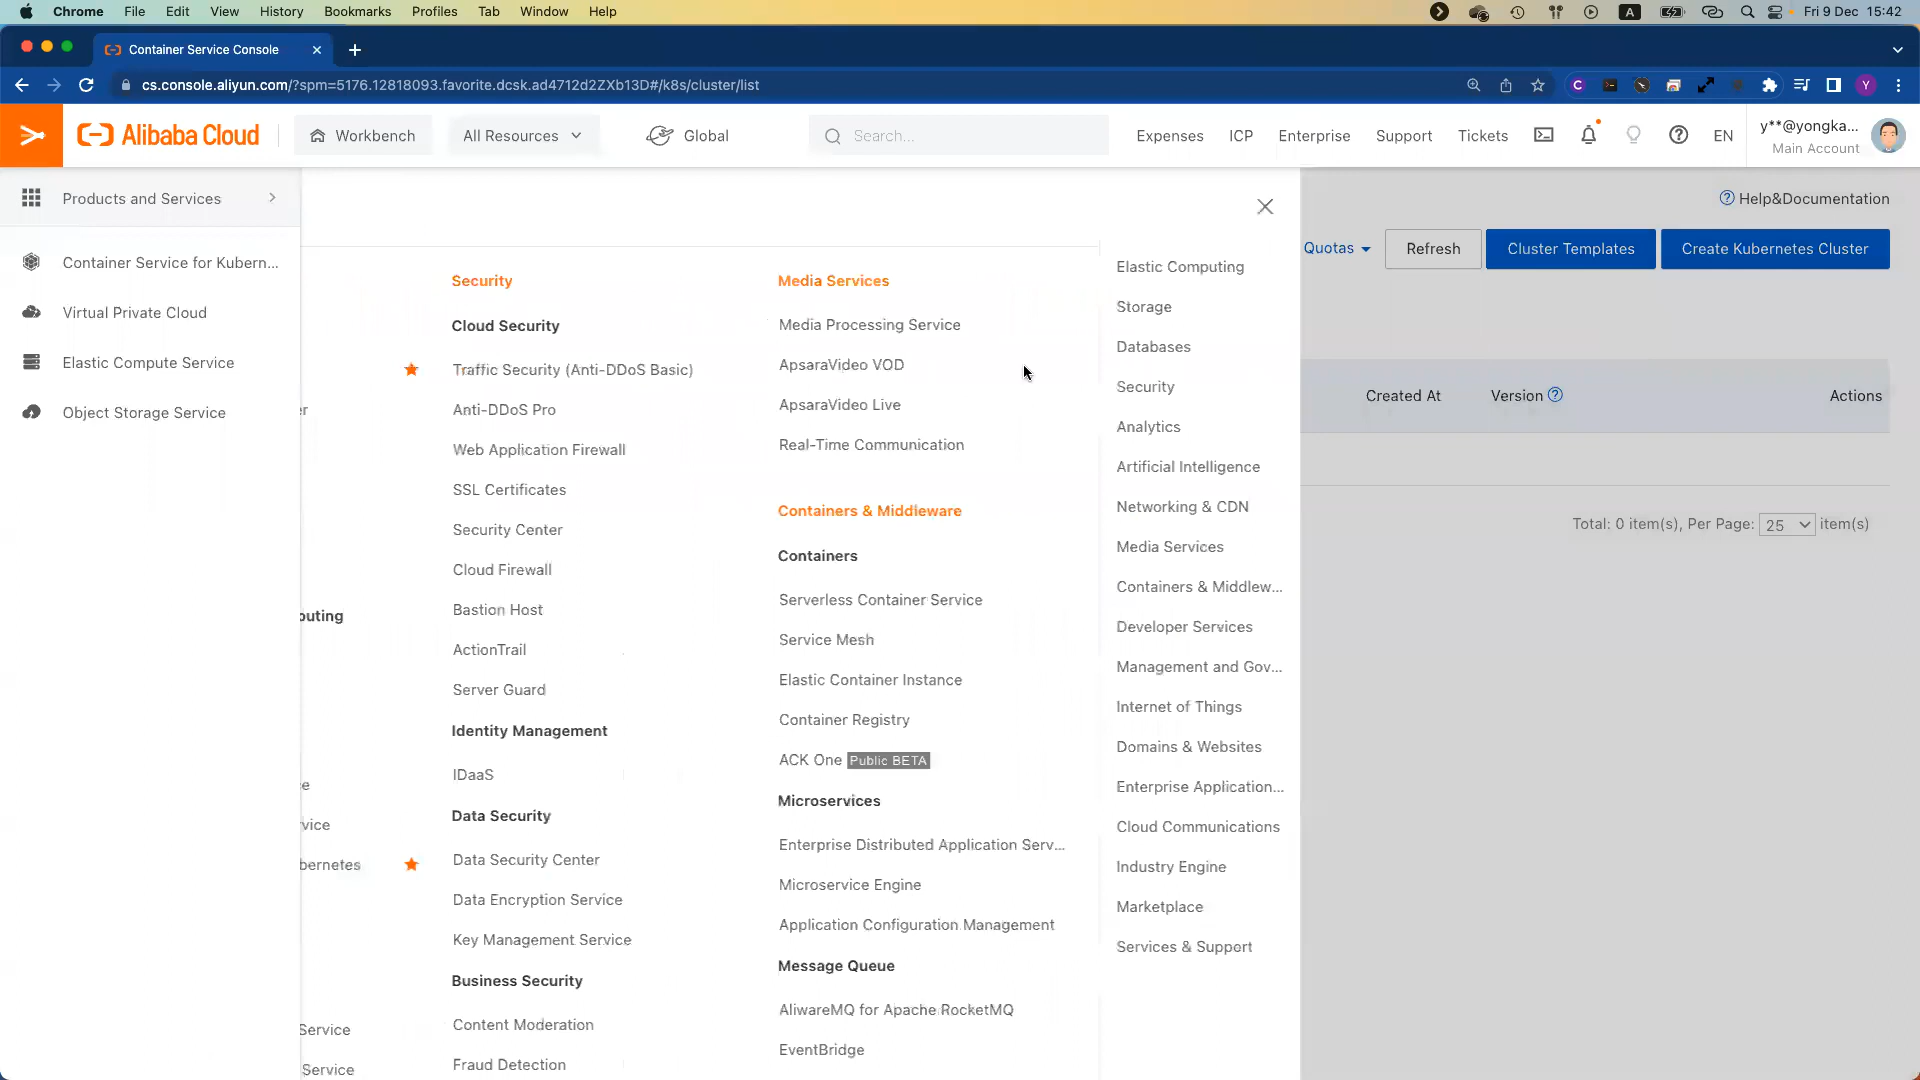 Chrome File Edit View History Bookmarks Profiles Tab Window Help
A
Fri 9 Dec 15:42
Container Service Console
cs.console.aliyun.com/?spm=5176.12818093.favorite.dcsk.ad4712d2ZXb13D#/k8s/cluster/list
C
Y
Alibaba Cloud
Workbench
All Resources
Global
Search...
Expenses
ICP
Enterprise
Support
Tickets
EN
y**@yongka...
Main Account
Products and Services
Container Service for Kubern...
Virtual Private Cloud
Elastic Compute Service
Object Storage Service
er
outing
e
vice
bernetes
Service
Service
Security
Cloud Security
Traffic Security (Anti-DDoS Basic)
Anti-DDoS Pro
Web Application Firewall
SSL Certificates
Security Center
Cloud Firewall
Bastion Host
ActionTrail
Server Guard
Identity Management
IDaaS
Data Security
Data Security Center
Data Encryption Service
Key Management Service
Business Security
Content Moderation
Fraud Detection
Media Services
Media Processing Service
ApsaraVideo VOD
ApsaraVideo Live
Real-Time Communication
Containers & Middleware
Containers
Serverless Container Service
Service Mesh
Elastic Container Instance
Container Registry
ACK One Public BETA
Microservices
Enterprise Distributed Application Serv...
Microservice Engine
Application Configuration Management
Message Queue
AliwareMQ for Apache RocketMQ
EventBridge
Elastic Computing
Storage
Databases
Security
Analytics
Artificial Intelligence
Networking & CDN
Media Services
Containers & Middlew...
Developer Services
Management and Gov...
Internet of Things
Domains & Websites
Enterprise Application...
Cloud Communications
Industry Engine
Marketplace
Services & Support
Help&Documentation
Quotas
Refresh
Cluster Templates
Create Kubernetes Cluster
Created At
Version
Actions
Total: 0 item(s), Per Page: 25 item(s)